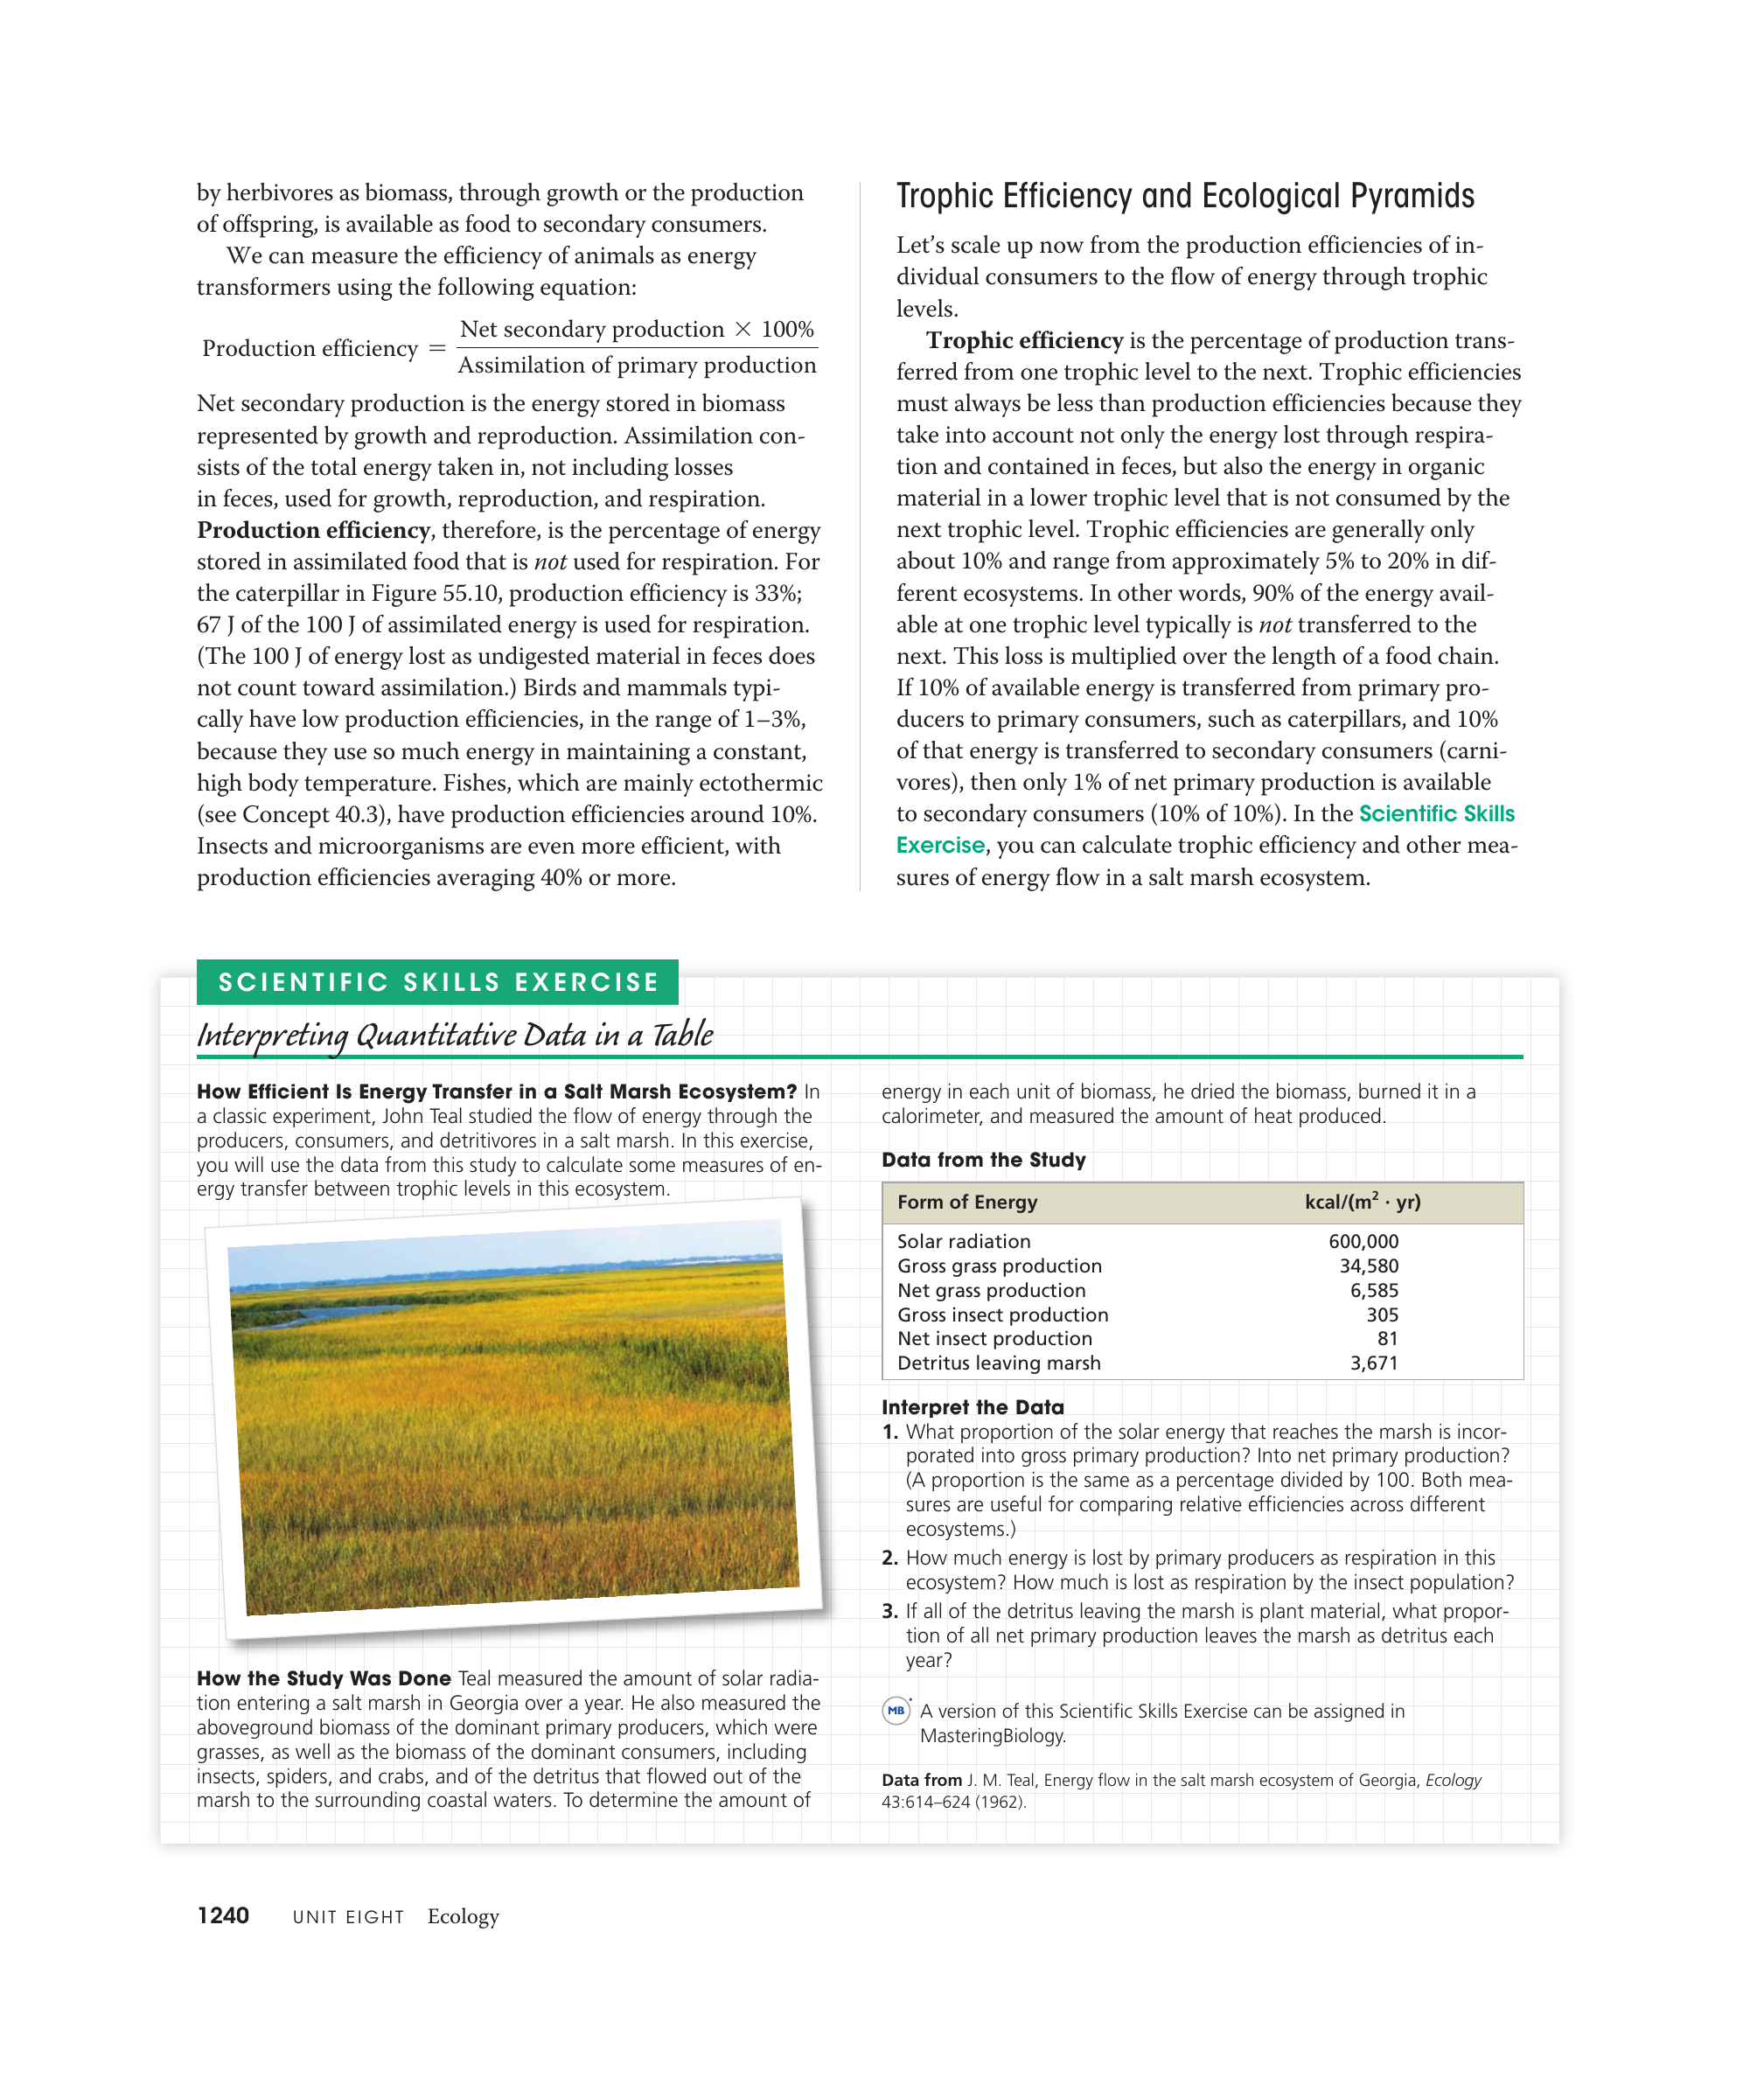 by herbivores as biomass, through growth or the production
of offspring, is available as food to secondary consumers.
We can measure the efficiency of animals as energy
transformers using the following equation:
Production efficiency = Net secondary production × 100%
Assimilation of primary production
Net secondary production is the energy stored in biomass
represented by growth and reproduction. Assimilation con-
sists of the total energy taken in, not including losses
in feces, used for growth, reproduction, and respiration.
Production efficiency, therefore, is the percentage of energy
stored in assimilated food that is not used for respiration. For
the caterpillar in Figure 55.10, production efficiency is 33%;
67 J of the 100 J of assimilated energy is used for respiration.
(The 100 J of energy lost as undigested material in feces does
not count toward assimilation.) Birds and mammals typi-
cally have low production efficiencies, in the range of 1–3%,
because they use so much energy in maintaining a constant,
high body temperature. Fishes, which are mainly ectothermic
(see Concept 40.3), have production efficiencies around 10%.
Insects and microorganisms are even more efficient, with
production efficiencies averaging 40% or more.
Trophic Efficiency and Ecological Pyramids
Let's scale up now from the production efficiencies of in-
dividual consumers to the flow of energy through trophic
levels.
Trophic efficiency is the percentage of production trans-
ferred from one trophic level to the next. Trophic efficiencies
must always be less than production efficiencies because they
take into account not only the energy lost through respira-
tion and contained in feces, but also the energy in organic
material in a lower trophic level that is not consumed by the
next trophic level. Trophic efficiencies are generally only
about 10% and range from approximately 5% to 20% in dif-
ferent ecosystems. In other words, 90% of the energy avail-
able at one trophic level typically is not transferred to the
next. This loss is multiplied over the length of a food chain.
If 10% of available energy is transferred from primary pro-
ducers to primary consumers, such as caterpillars, and 10%
of that energy is transferred to secondary consumers (carni-
vores), then only 1% of net primary production is available
to secondary consumers (10% of 10%). In the Scientific Skills
Exercise, you can calculate trophic efficiency and other mea-
sures of energy flow in a salt marsh ecosystem.
SCIENTIFIC SKILLS EXERCISE
Interpreting Quantitative Data in a Table
How Efficient Is Energy Transfer in a Salt Marsh Ecosystem? In
a classic experiment, John Teal studied the flow of energy through the
producers, consumers, and detritivores in a salt marsh. In this exercise,
you will use the data from this study to calculate some measures of en-
ergy transfer between trophic levels in this ecosystem.
How the Study Was Done Teal measured the amount of solar radia-
tion entering a salt marsh in Georgia over a year. He also measured the
aboveground biomass of the dominant primary producers, which were
grasses, as well as the biomass of the dominant consumers, including
insects, spiders, and crabs, and of the detritus that flowed out of the
marsh to the surrounding coastal waters. To determine the amount of
energy in each unit of biomass, he dried the biomass, burned it in a
calorimeter, and measured the amount of heat produced.
Data from the Study
Form of Energy kcal/(m² · yr)
Solar radiation 600,000
Gross grass production 34,580
Net grass production 6,585
Gross insect production 305
Net insect production 81
Detritus leaving marsh 3,671
Interpret the Data
1. What proportion of the solar energy that reaches the marsh is incor-
porated into gross primary production? Into net primary production?
(A proportion is the same as a percentage divided by 100. Both mea-
sures are useful for comparing relative efficiencies across different
ecosystems.)
2. How much energy is lost by primary producers as respiration in this
ecosystem? How much is lost as respiration by the insect population?
3. If all of the detritus leaving the marsh is plant material, what propor-
tion of all net primary production leaves the marsh as detritus each
year?
MB A version of this Scientific Skills Exercise can be assigned in
MasteringBiology.
Data from J. M. Teal, Energy flow in the salt marsh ecosystem of Georgia, Ecology
43:614–624 (1962).
1240 UNIT EIGHT Ecology